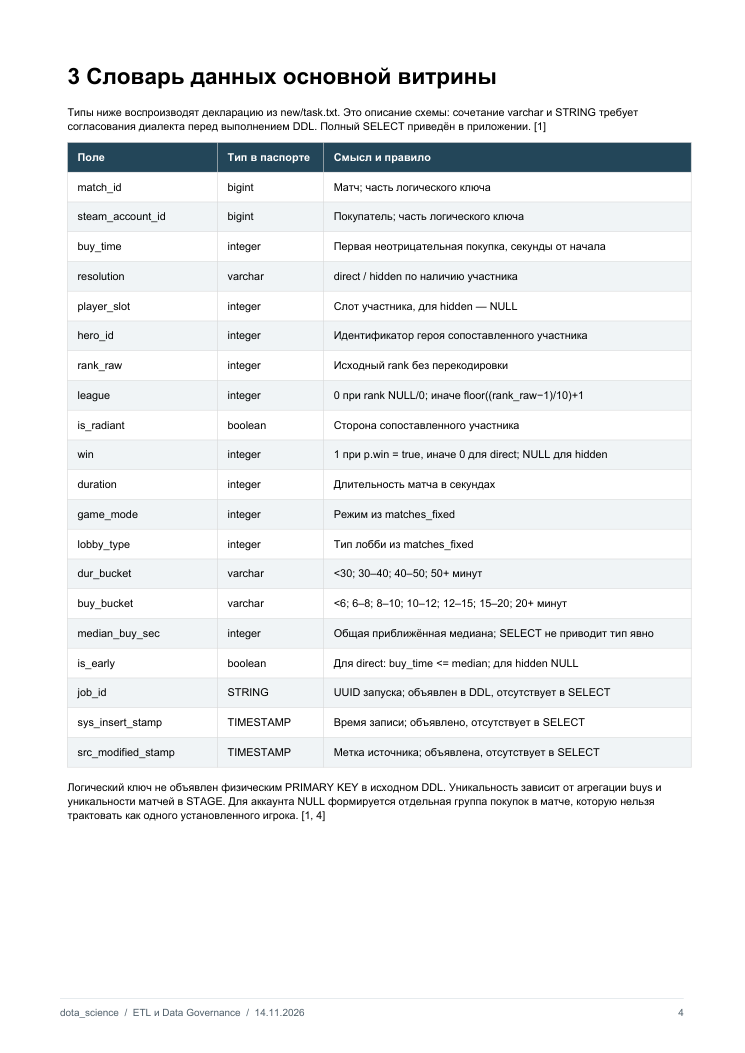 3 Словарь данных основной витрины
Типы ниже воспроизводят декларацию из new/task.txt. Это описание схемы: сочетание varchar и STRING требует
согласования диалекта перед выполнением DDL. Полный SELECT приведён в приложении. [1]
Поле Тип в паспорте Смысл и правило
match_id bigint Матч; часть логического ключа
steam_account_id bigint Покупатель; часть логического ключа
buy_time integer Первая неотрицательная покупка, секунды от начала
resolution varchar direct / hidden по наличию участника
player_slot integer Слот участника, для hidden — NULL
hero_id integer Идентификатор героя сопоставленного участника
rank_raw integer Исходный rank без перекодировки
league integer 0 при rank NULL/0; иначе floor((rank_raw−1)/10)+1
is_radiant boolean Сторона сопоставленного участника
win integer 1 при p.win = true, иначе 0 для direct; NULL для hidden
duration integer Длительность матча в секундах
game_mode integer Режим из matches_fixed
lobby_type integer Тип лобби из matches_fixed
dur_bucket varchar <30; 30–40; 40–50; 50+ минут
buy_bucket varchar <6; 6–8; 8–10; 10–12; 12–15; 15–20; 20+ минут
median_buy_sec integer Общая приближённая медиана; SELECT не приводит тип явно
is_early boolean Для direct: buy_time <= median; для hidden NULL
job_id STRING UUID запуска; объявлен в DDL, отсутствует в SELECT
sys_insert_stamp TIMESTAMP Время записи; объявлено, отсутствует в SELECT
src_modified_stamp TIMESTAMP Метка источника; объявлена, отсутствует в SELECT
Логический ключ не объявлен физическим PRIMARY KEY в исходном DDL. Уникальность зависит от агрегации buys и
уникальности матчей в STAGE. Для аккаунта NULL формируется отдельная группа покупок в матче, которую нельзя
трактовать как одного установленного игрока. [1, 4]
dota_science / ETL и Data Governance / 14.11.2026 4